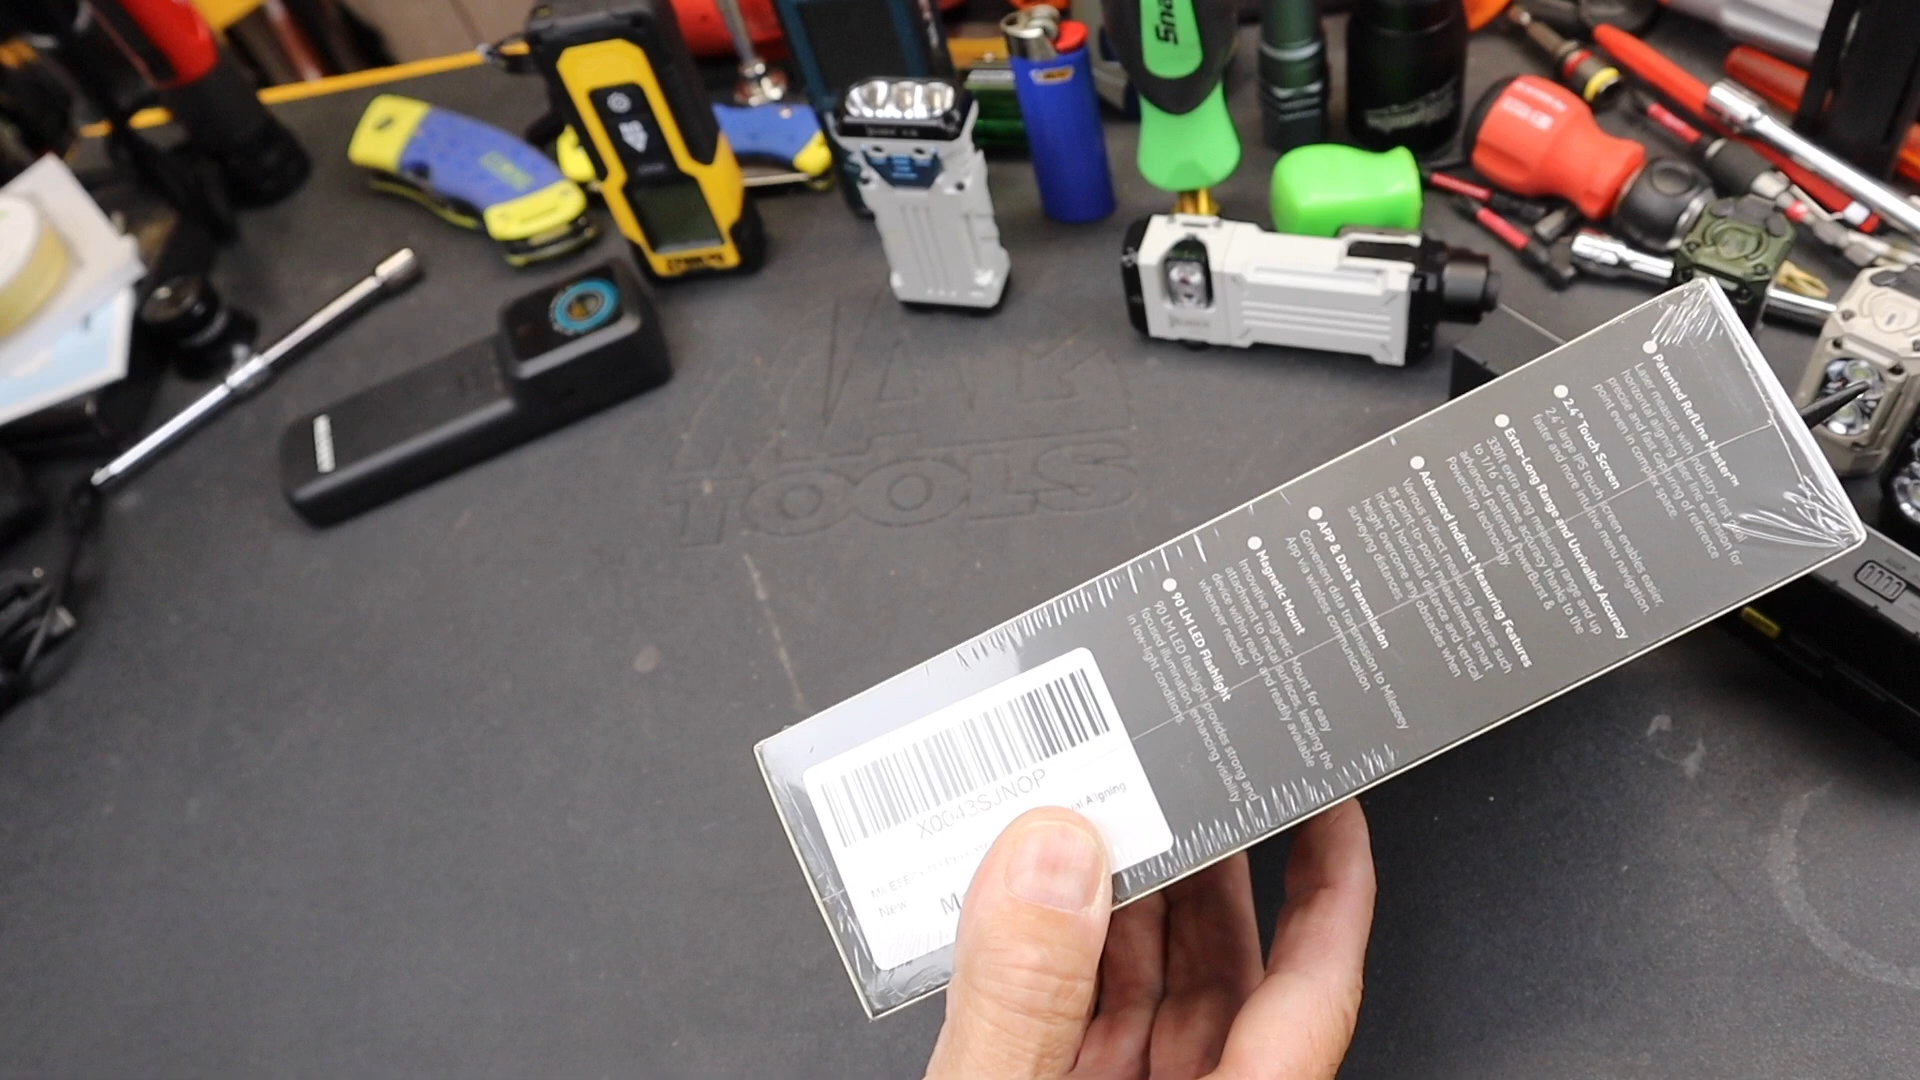 Patented RefLine Master™
Laser measure with industry-first dual
horizontal aligning laser line extension for
precise and fast capturing of reference
point even in complex space.
2.4" Touch Screen
2.4" large IPS touch screen enables easier,
faster and more intuitive menu navigation.
Extra-Long Range and Unrivalled Accuracy
330ft extra-long measuring range and up
to 1/16" extreme accuracy thanks to the
advanced patented PowerBurst &
Powerchip technology
Advanced Indirect Measuring Features
Various indirect measuring features such
as point-to-point measurement, smart
indirect horizontal distance and vertical
height overcome any obstacles when
surveying distances.
APP & Data Transmission
Convenient data transmission to Mileseey
App via wireless communication.
Magnetic Mount
Innovative magnetic mount for easy
attachment to metal surfaces, keeping the
device within reach and readily available
whenever needed
90 LM LED Flashlight
90 LM LED flashlight provides strong and
focused illumination, enhancing visibility
in low-light conditions.
X0043SJNOP
Aligning
New
TOOLS
BIC
Sna